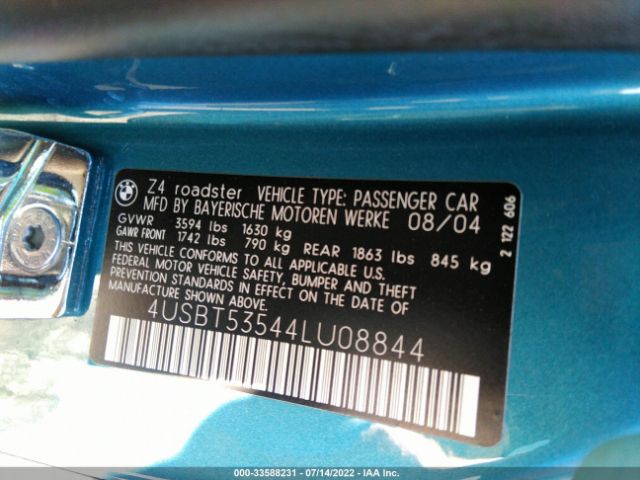 BMW
Z4 roadster VEHICLE TYPE: PASSENGER CAR
MFD BY BAYERISCHE MOTOREN WERKE 08/04
GVWR 3594 lbs 1630 kg
GAWR FRONT 1742 lbs 790 kg REAR 1863 lbs 845 kg
THIS VEHICLE CONFORMS TO ALL APPLICABLE U.S.
FEDERAL MOTOR VEHICLE SAFETY, BUMPER AND THEFT
PREVENTION STANDARDS IN EFFECT ON THE DATE OF
MANUFACTURE SHOWN ABOVE.
4USBT53544LU08844
2 122 606
000-33588231 - 07/14/2022 - IAA Inc.